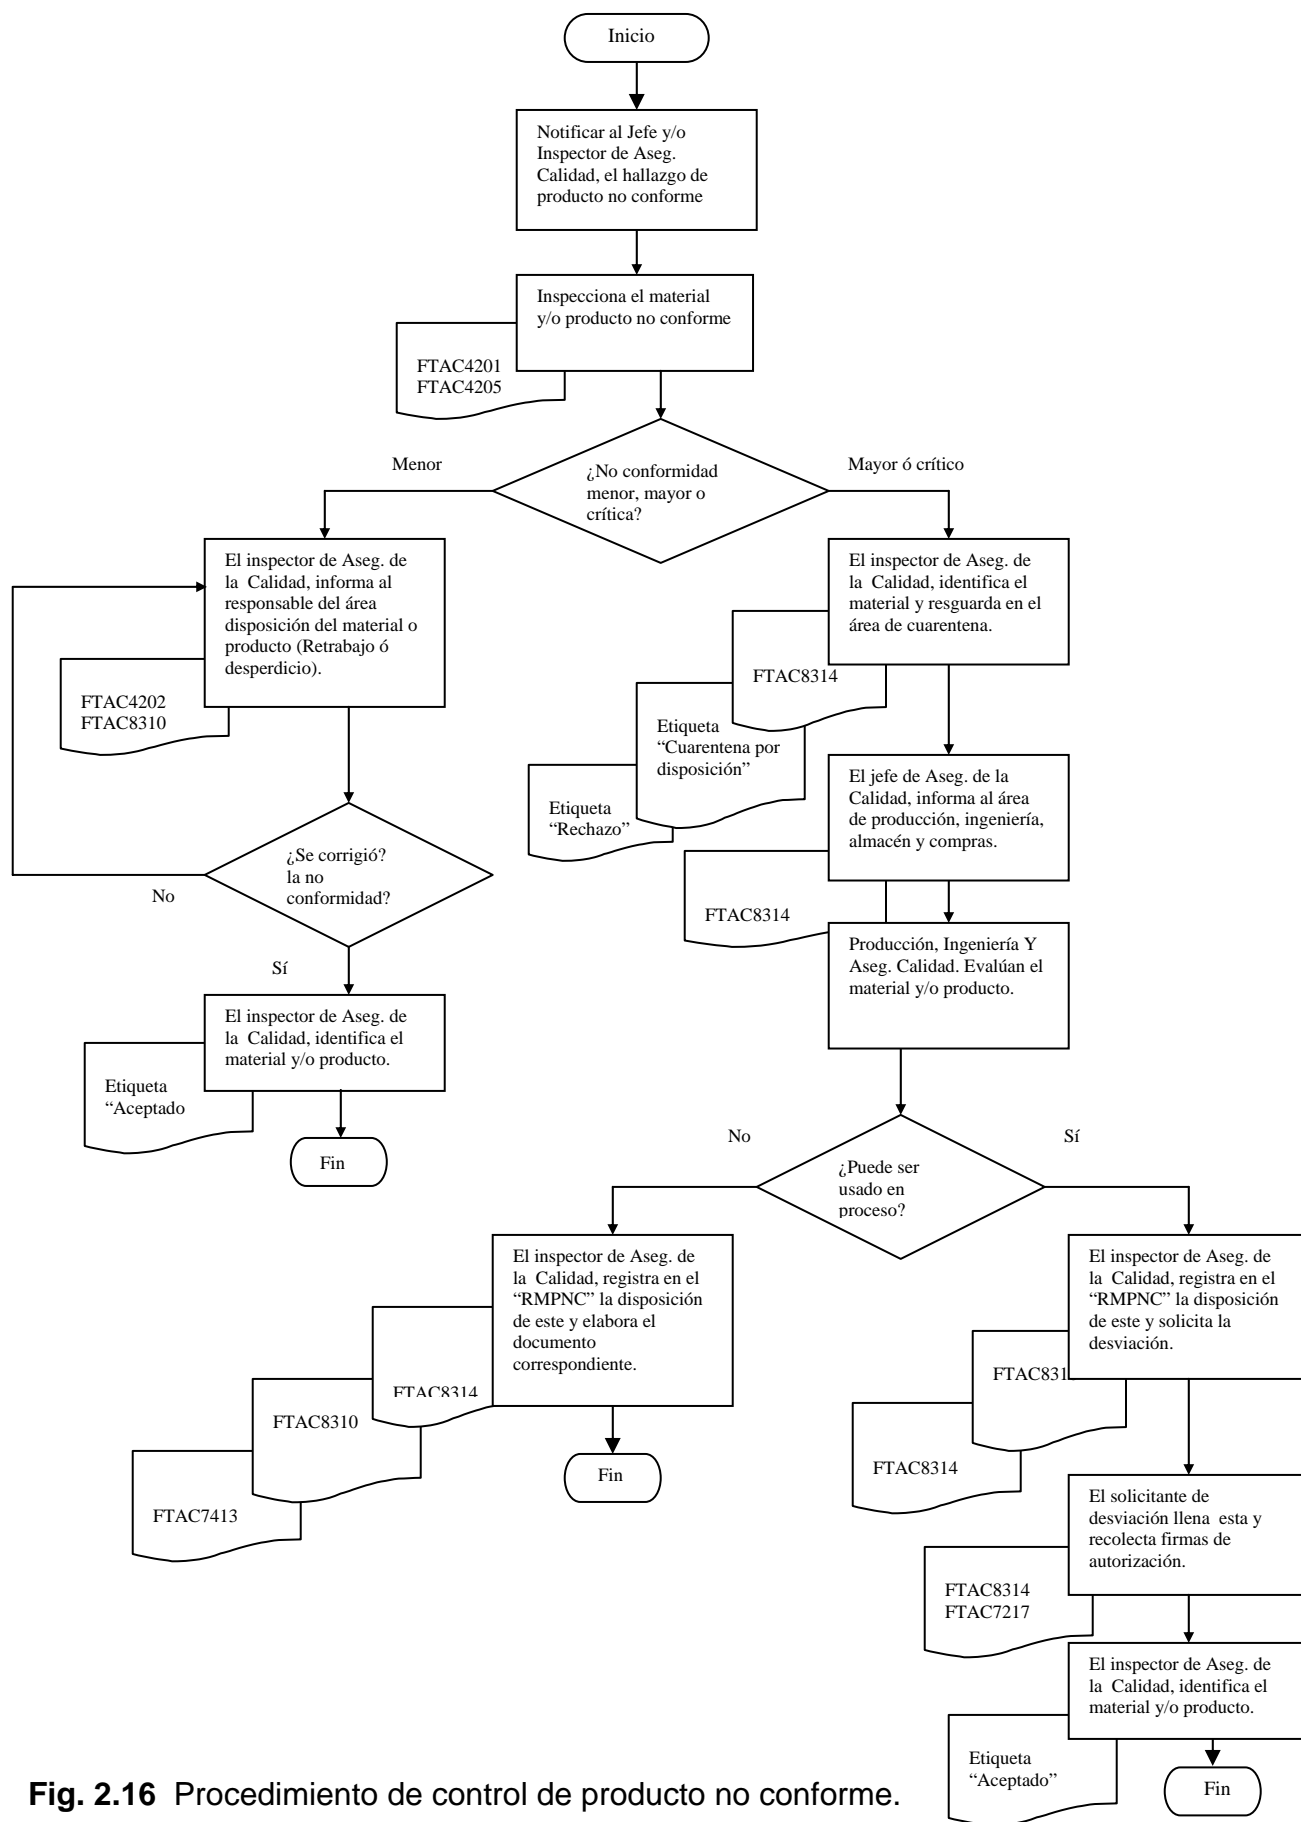 Inicio
Notificar al Jefe y/o
Inspector de Aseg.
Calidad, el hallazgo de
producto no conforme
Inspecciona el material
y/o producto no conforme
FTAC4201
FTAC4205
¿No conformidad
menor, mayor o
crítica?
Menor
Mayor ó crítico
El inspector de Aseg. de
la Calidad, informa al
responsable del área
disposición del material o
producto (Retrabajo ó
desperdicio).
FTAC4202
FTAC8310
¿Se corrigió?
la no
conformidad?
No
Sí
El inspector de Aseg. de
la Calidad, identifica el
material y/o producto.
Etiqueta
“Aceptado
Fin
El inspector de Aseg. de
la Calidad, identifica el
material y resguarda en el
área de cuarentena.
FTAC8314
Etiqueta
“Cuarentena por
disposición”
Etiqueta
“Rechazo”
El jefe de Aseg. de la
Calidad, informa al área
de producción, ingeniería,
almacén y compras.
FTAC8314
Producción, Ingeniería Y
Aseg. Calidad. Evalúan el
material y/o producto.
¿Puede ser
usado en
proceso?
No
Sí
El inspector de Aseg. de
la Calidad, registra en el
“RMPNC” la disposición
de este y elabora el
documento
correspondiente.
FTAC8314
FTAC8310
FTAC7413
Fin
El inspector de Aseg. de
la Calidad, registra en el
“RMPNC” la disposición
de este y solicita la
desviación.
FTAC8314
El solicitante de
desviación llena esta y
recolecta firmas de
autorización.
FTAC8314
FTAC7217
El inspector de Aseg. de
la Calidad, identifica el
material y/o producto.
Etiqueta
“Aceptado”
Fin
Fig. 2.16 Procedimiento de control de producto no conforme.